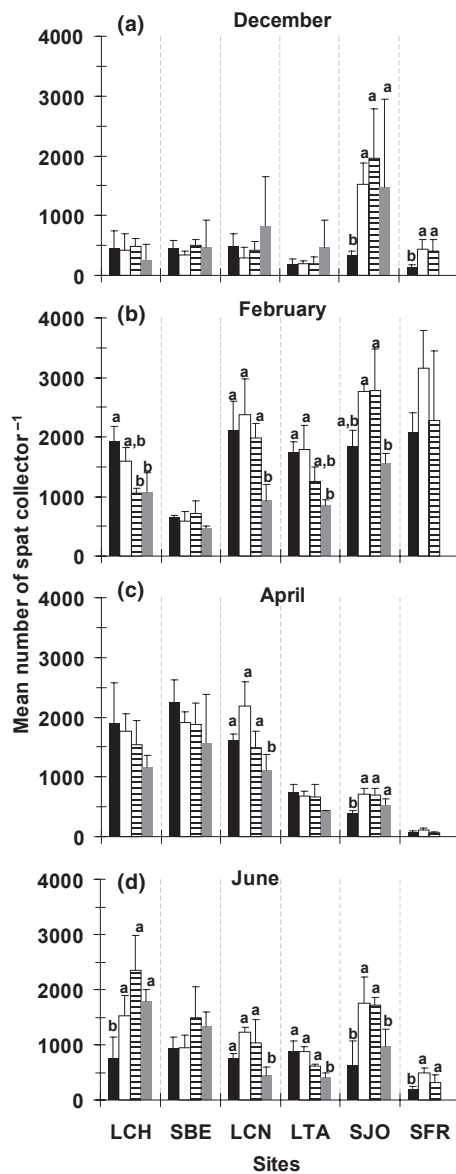 (a) December
4000
3000
2000
1000
0
b a a a b a a
(b) February
4000
3000
2000
1000
0
a a,b b b a a a b a a a,b b a,b a a b
(c) April
4000
3000
2000
1000
0
a a a b b a a a
(d) June
4000
3000
2000
1000
0
b a a a a a a b a a a b b a a b b a a
Mean number of spat collector⁻¹
LCH SBE LCN LTA SJO SFR
Sites